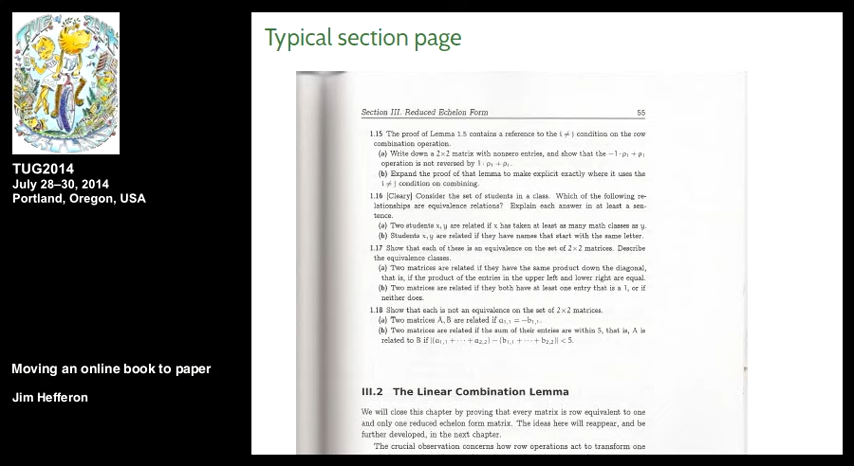 TUG2014
July 28–30, 2014
Portland, Oregon, USA
Moving an online book to paper
Jim Hefferon
Typical section page
Section III. Reduced Echelon Form 55
1.15 The proof of Lemma 1.5 contains a reference to the i ≠ j condition on the row
combination operation.
(a) Write down a 2×2 matrix with nonzero entries, and show that the −1·ρ₁ + ρ₁
operation is not reversed by 1·ρ₁ + ρ₁.
(b) Expand the proof of that lemma to make explicit exactly where it uses the
i ≠ j condition on combining.
1.16 [Cleary] Consider the set of students in a class. Which of the following re-
lationships are equivalence relations? Explain each answer in at least a sen-
tence.
(a) Two students x, y are related if x has taken at least as many math classes as y.
(b) Students x, y are related if they have names that start with the same letter.
1.17 Show that each of these is an equivalence on the set of 2×2 matrices. Describe
the equivalence classes.
(a) Two matrices are related if they have the same product down the diagonal,
that is, if the product of the entries in the upper left and lower right are equal.
(b) Two matrices are related if they both have at least one entry that is a 1, or if
neither does.
1.18 Show that each is not an equivalence on the set of 2×2 matrices.
(a) Two matrices A, B are related if a₁,₁ = −b₁,₁.
(b) Two matrices are related if the sum of their entries are within 5, that is, A is
related to B if |(a₁,₁ + ··· + a₂,₂) − (b₁,₁ + ··· + b₂,₂)| < 5.
III.2 The Linear Combination Lemma
We will close this chapter by proving that every matrix is row equivalent to one
and only one reduced echelon form matrix. The ideas here will reappear, and be
further developed, in the next chapter.
The crucial observation concerns how row operations act to transform one